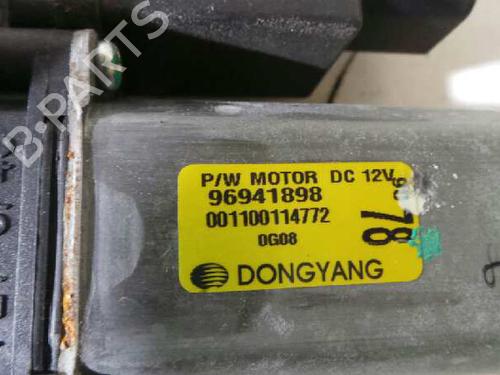 B-PARTS
P/W MOTOR DC 12V
96941898
001100114772
0G08
78
DONGYANG